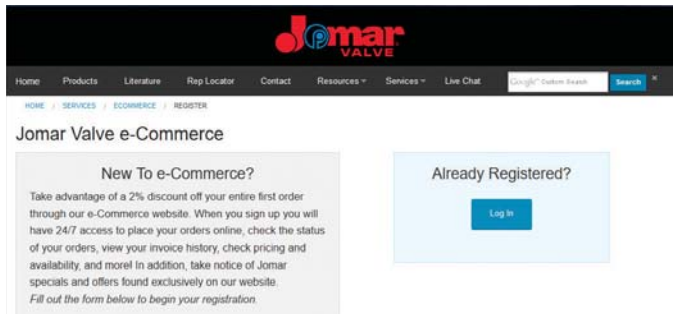 Jomar
VALVE
Home Products Literature Rep Locator Contact Resources Services Live Chat Google™ Custom Search Search ×
HOME / SERVICES / ECOMMERCE / REGISTER
Jomar Valve e-Commerce
New To e-Commerce?
Take advantage of a 2% discount off your entire first order
through our e-Commerce website. When you sign up you will
have 24/7 access to place your orders online, check the status
of your orders, view your invoice history, check pricing and
availability, and more! In addition, take notice of Jomar
specials and offers found exclusively on our website.
Fill out the form below to begin your registration.
Already Registered?
Log In